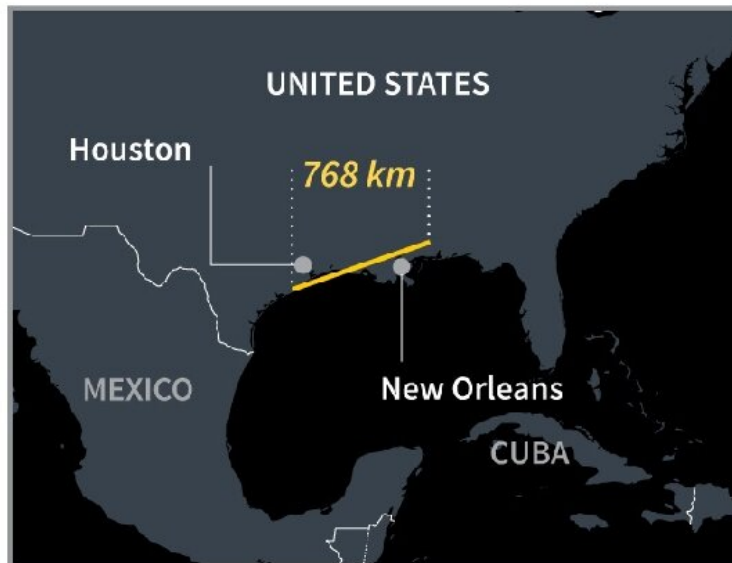 UNITED STATES
Houston
768 km
MEXICO
New Orleans
CUBA